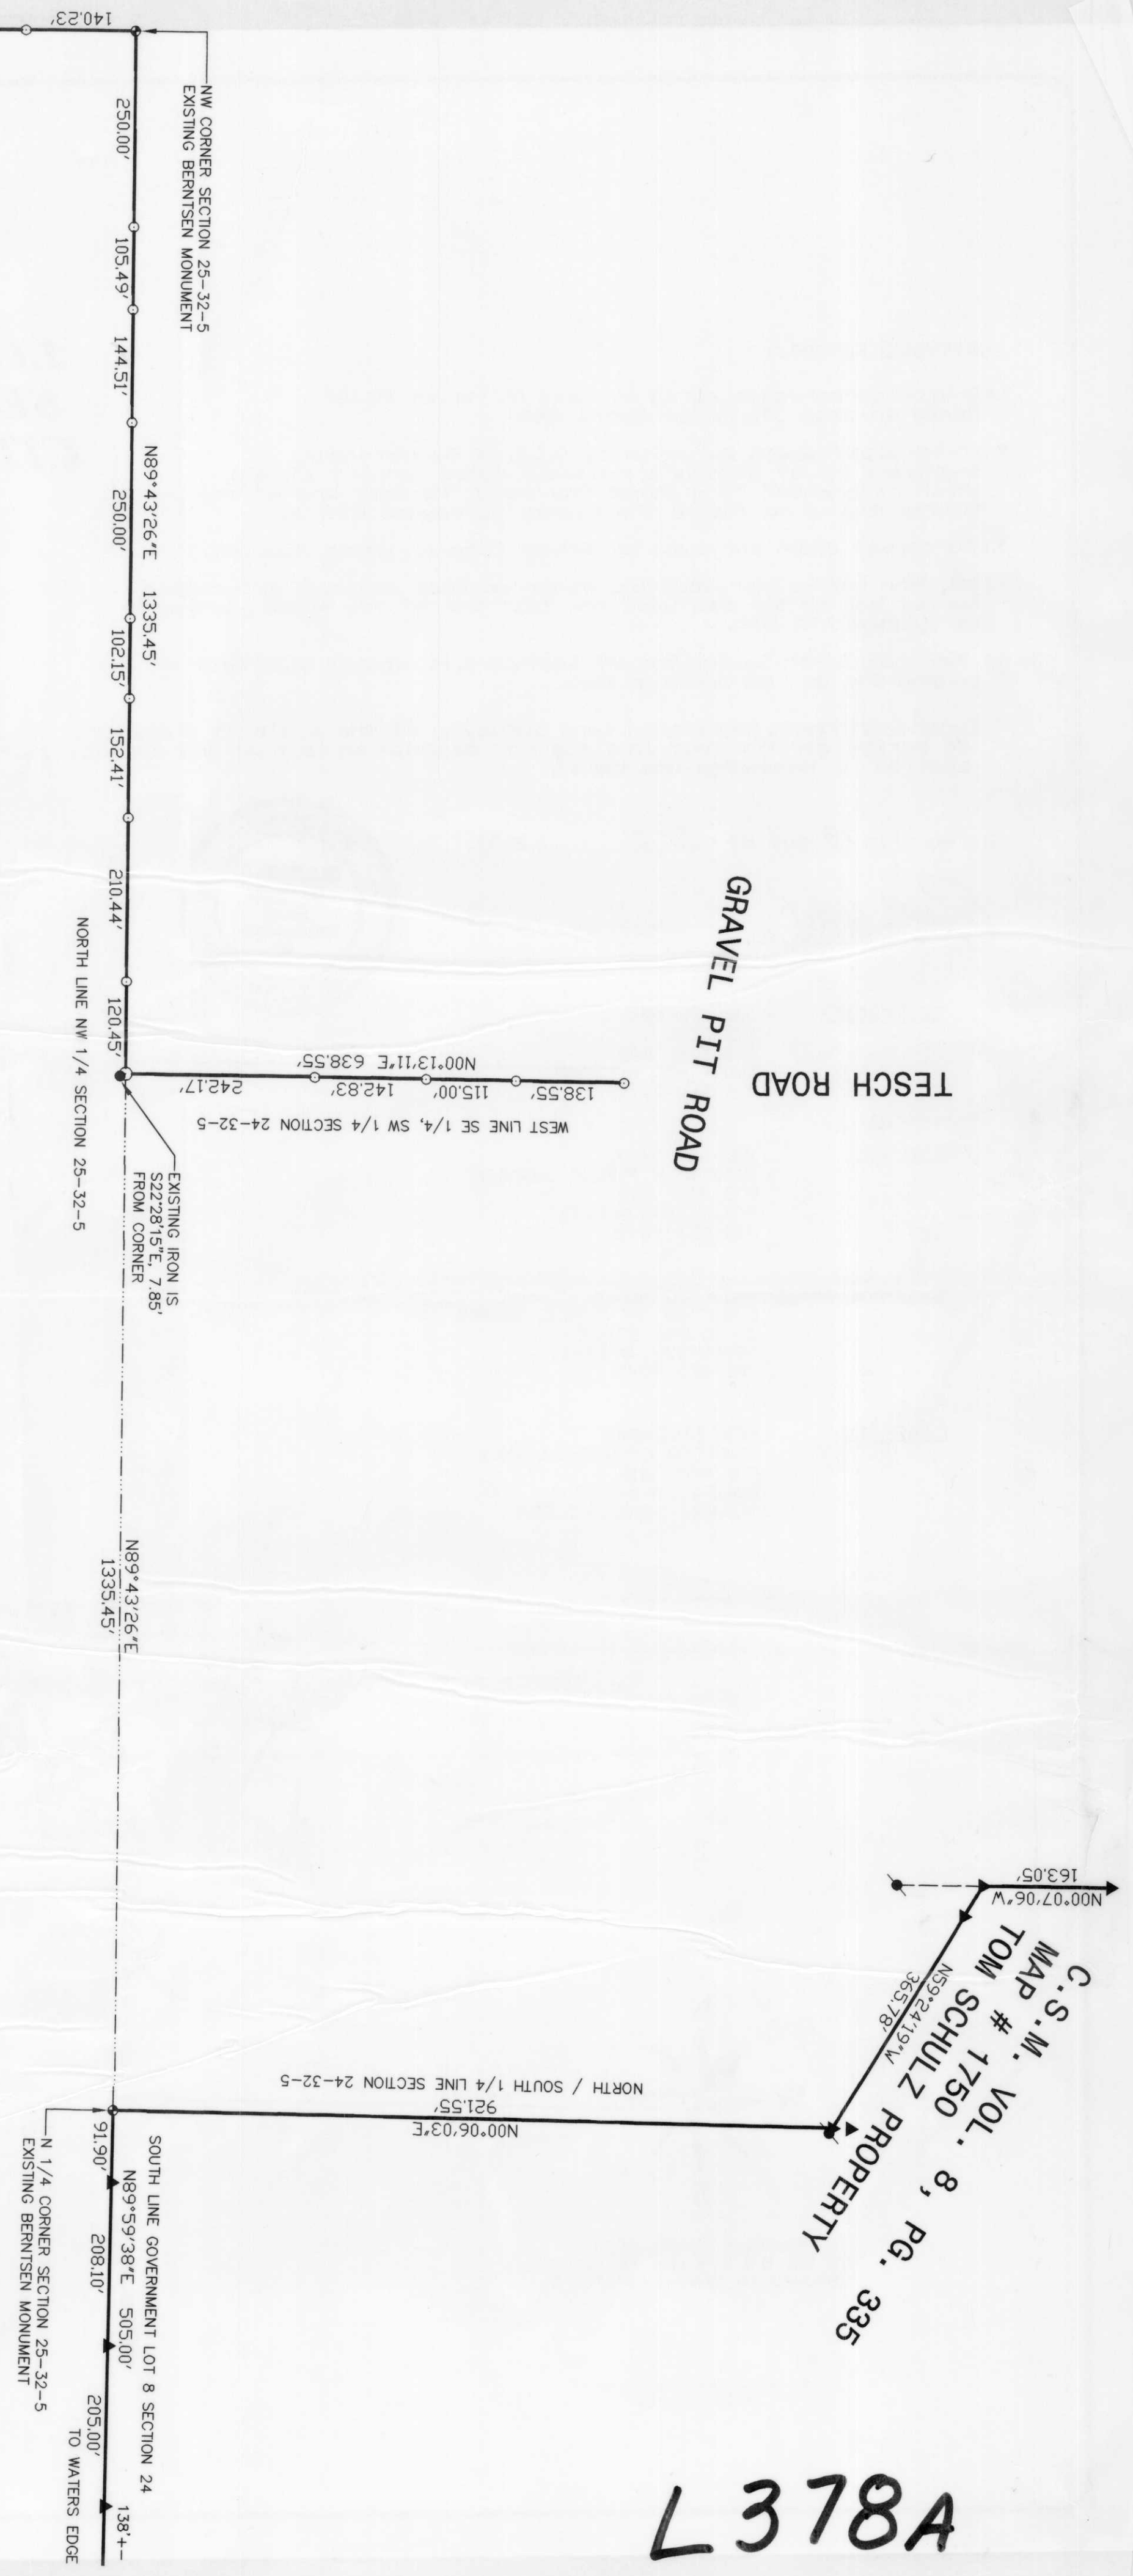 140.23'
NW CORNER SECTION 25-32-5
EXISTING BERNTSEN MONUMENT
250.00'
105.49'
144.51'
N89°43'26"E 1335.45'
250.00'
102.15'
152.41'
210.44'
120.45'
NORTH LINE NW 1/4 SECTION 25-32-5
N00°13'11"E 638.55'
242.17'
142.83'
115.00'
138.55'
WEST LINE SE 1/4, SW 1/4 SECTION 24-32-5
GRAVEL PIT ROAD
TESCH ROAD
EXISTING IRON IS
S22°28'15"E, 7.85'
FROM CORNER
N89°43'26"E
1335.45'
163.05'
N00°07'06"W
N59°24'19"W
365.78'
C.S.M. VOL. 8, PG. 335
MAP # 1750
TOM SCHULZ PROPERTY
NORTH / SOUTH 1/4 LINE SECTION 24-32-5
921.55'
N00°06'03"E
SOUTH LINE GOVERNMENT LOT 8 SECTION 24
N89°59'38"E 505.00'
91.90'
208.10'
205.00'
138'+-
TO WATERS EDGE
N 1/4 CORNER SECTION 25-32-5
EXISTING BERNTSEN MONUMENT
L378A